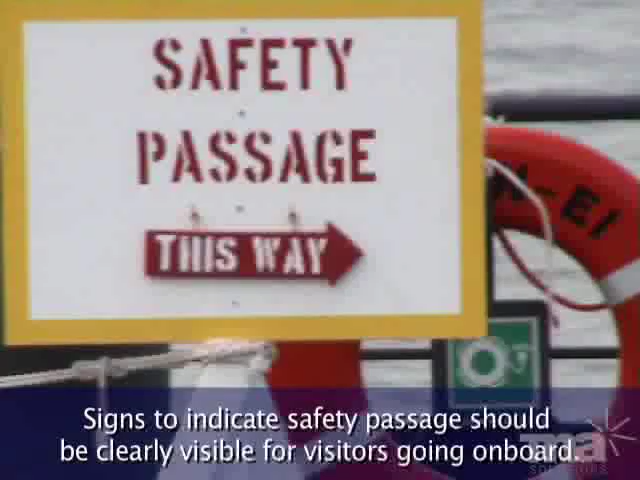 SAFETY
PASSAGE
THIS WAY
Signs to indicate safety passage should
be clearly visible for visitors going onboard.